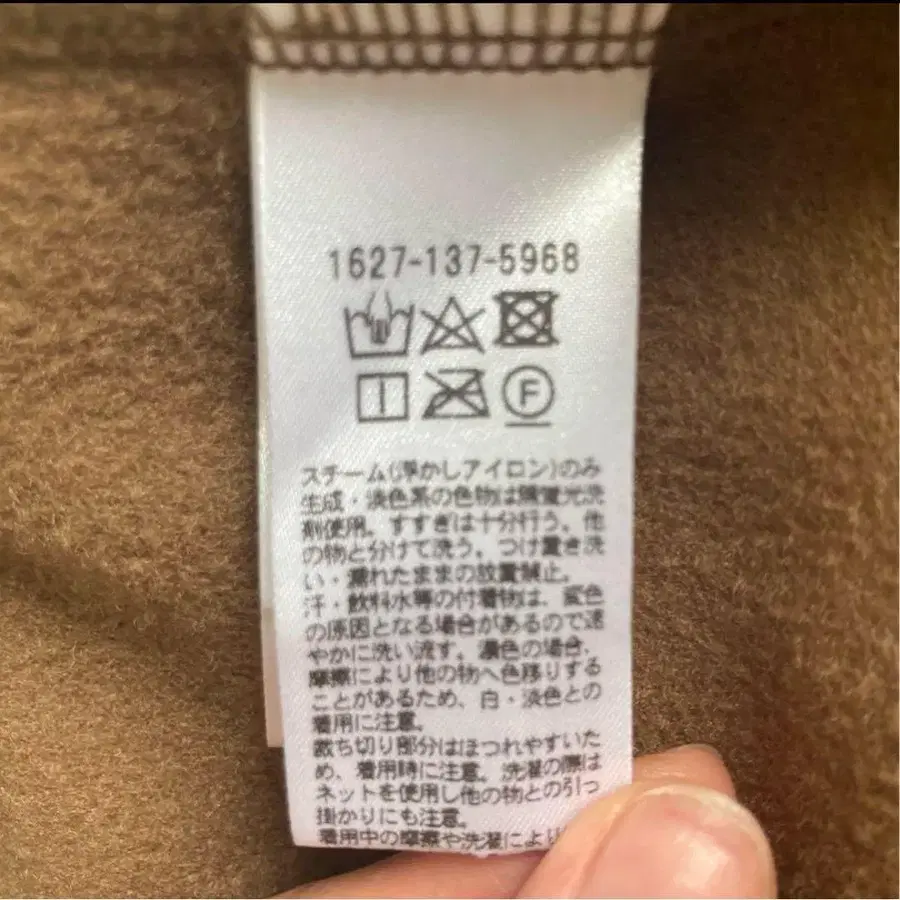 1627-137-5968
F
スチーム(浮かしアイロン)のみ
生成・淡色系の色物は無蛍光洗
剤使用。すすぎは十分行う。他
の物と分けて洗う。つけ置き洗
い・濡れたままの放置禁止。
汗・飲料水等の付着物は、変色
の原因となる場合があるので速
やかに洗い流す。濃色の場合、
摩擦により他の物へ色移りする
ことがあるため、白・淡色との
着用に注意。
裁ち切り部分はほつれやすいた
め、着用時に注意。洗濯の際は
ネットを使用し他の物との引っ
掛かりにも注意。
着用中の摩擦や洗濯により